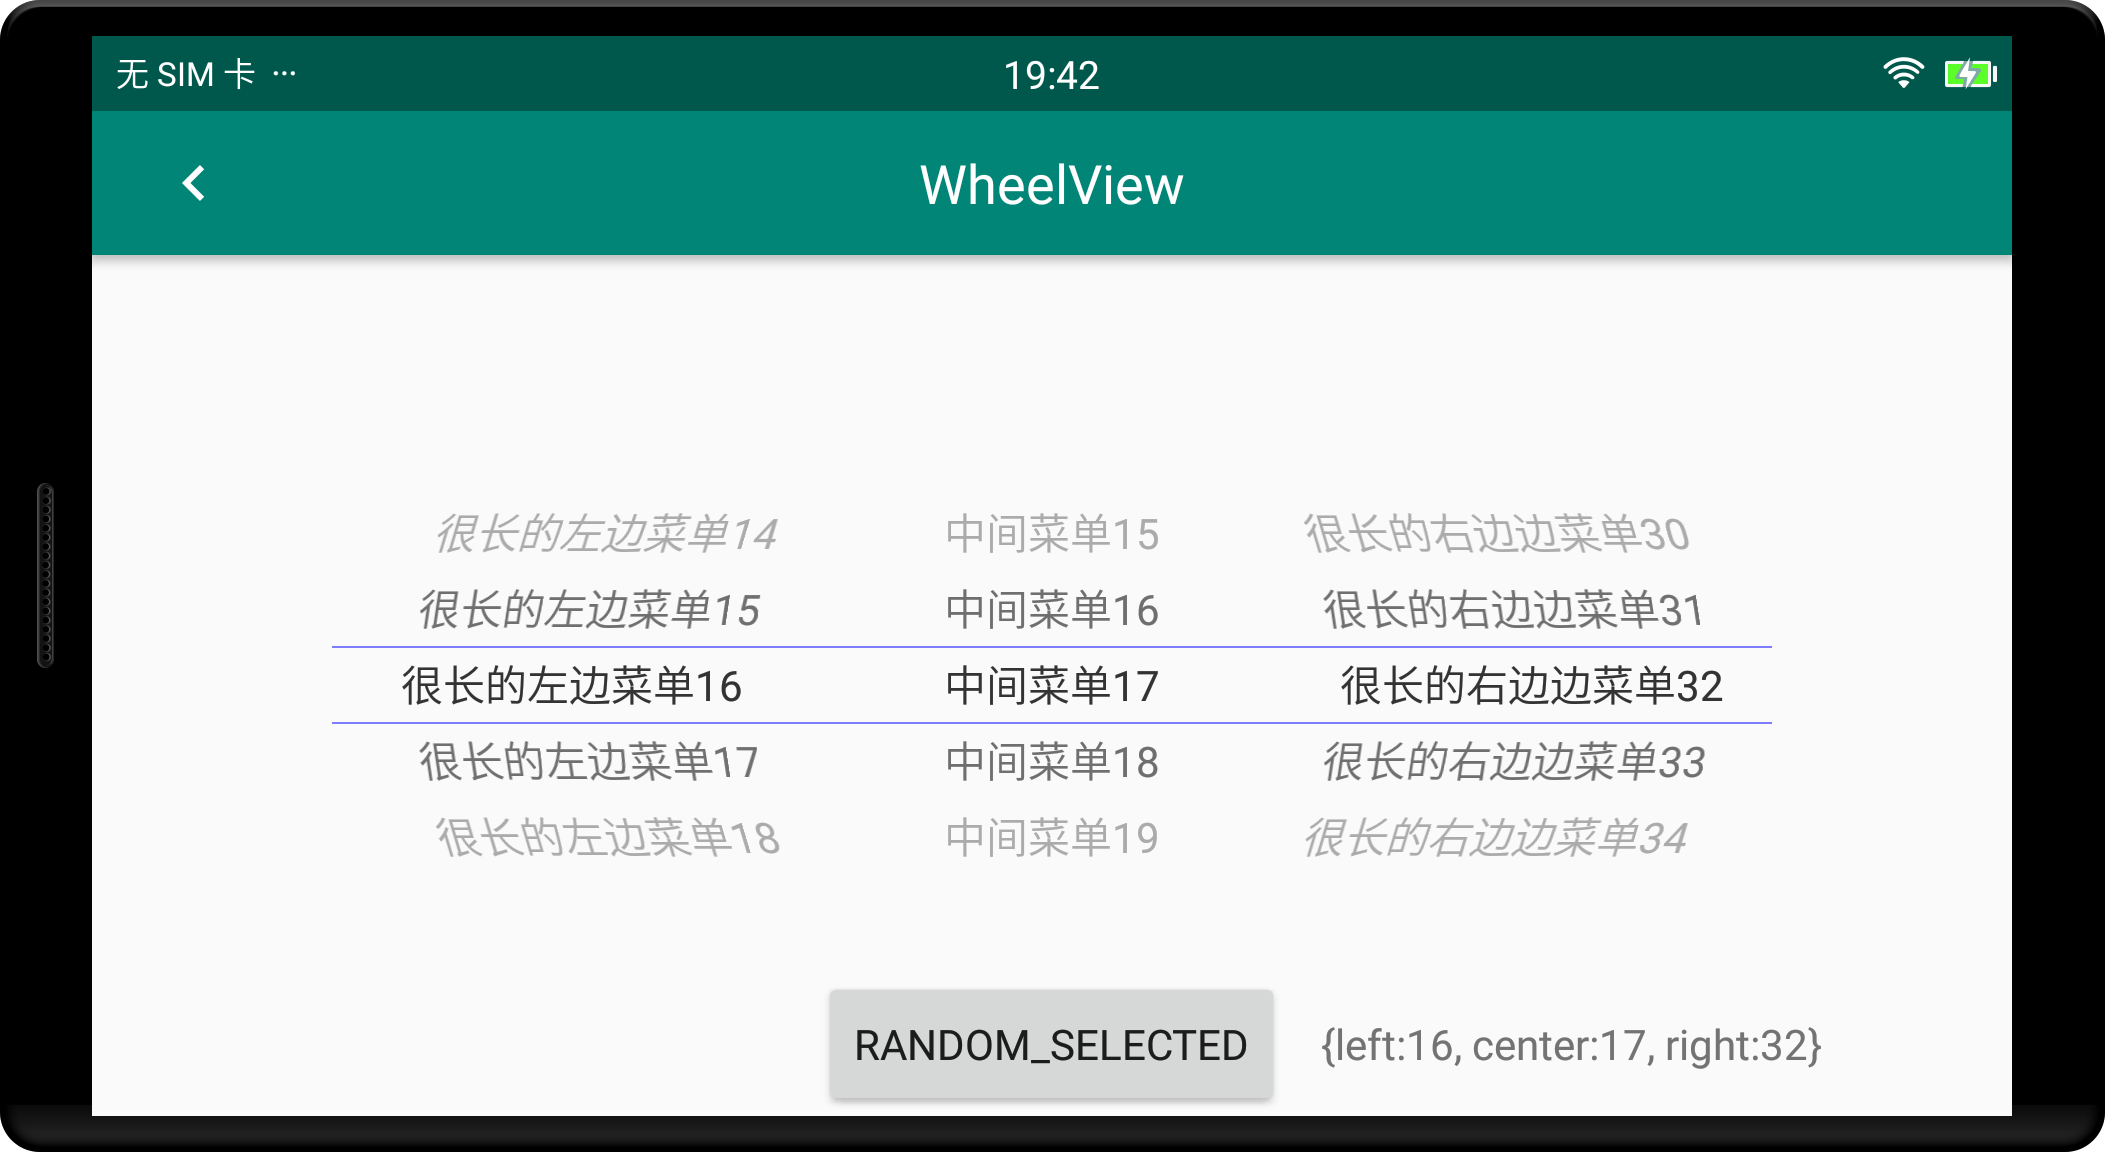 无 SIM 卡 ···
19:42
WheelView
很长的左边菜单14 中间菜单15 很长的右边边菜单30
很长的左边菜单15 中间菜单16 很长的右边边菜单31
很长的左边菜单16 中间菜单17 很长的右边边菜单32
很长的左边菜单17 中间菜单18 很长的右边边菜单33
很长的左边菜单18 中间菜单19 很长的右边边菜单34
RANDOM_SELECTED {left:16, center:17, right:32}